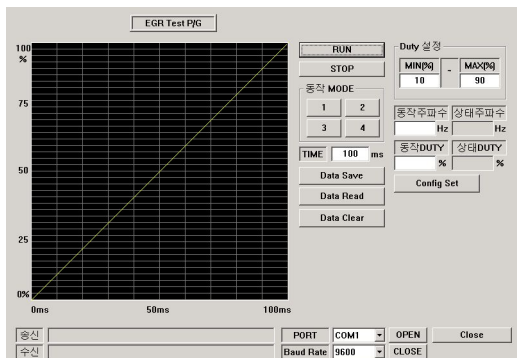 EGR Test P/G
100
%
75
50
25
0%
0ms 50ms 100ms
RUN
STOP
동작 MODE
1 2
3 4
TIME 100 ms
Data Save
Data Read
Data Clear
Duty 설정
MIN(%) - MAX(%)
10 90
동작주파수 상태주파수
Hz Hz
동작DUTY 상태DUTY
% %
Config Set
송신
수신
PORT COM1 OPEN Close
Baud Rate 9600 CLOSE